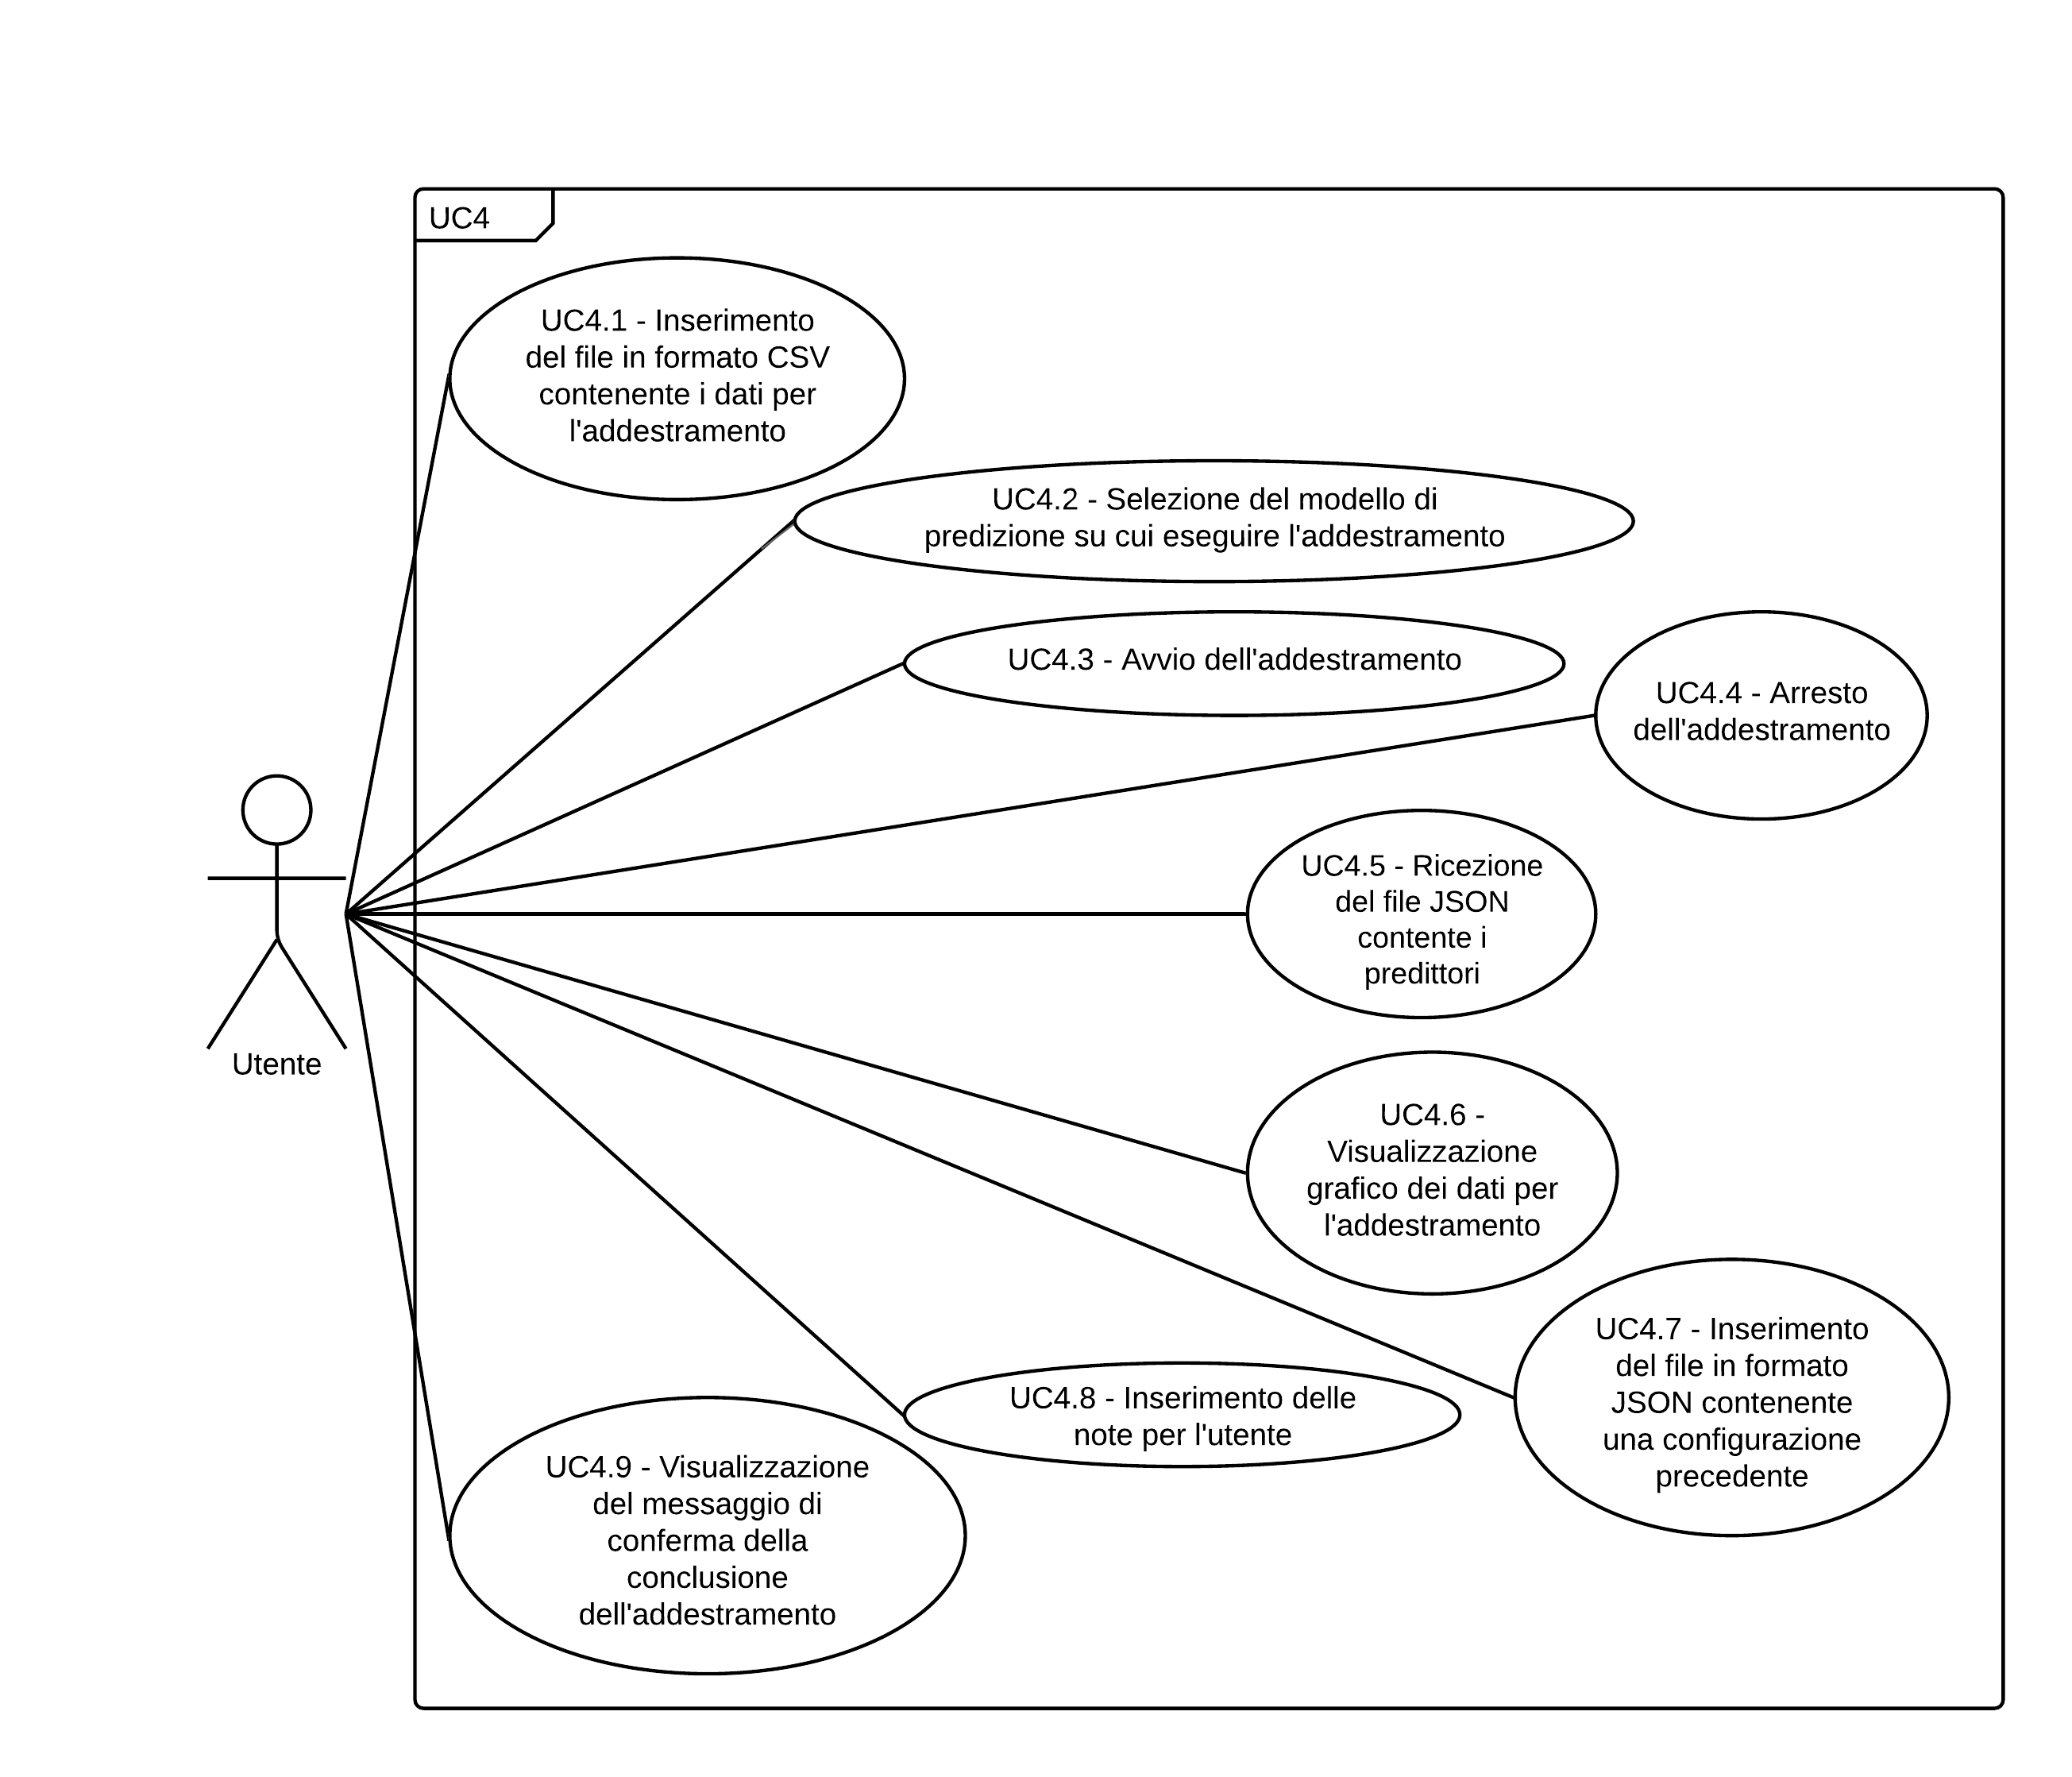 UC4
UC4.1 - Inserimento
del file in formato CSV
contenente i dati per
l'addestramento
UC4.2 - Selezione del modello di
predizione su cui eseguire l'addestramento
UC4.3 - Avvio dell'addestramento
UC4.4 - Arresto
dell'addestramento
UC4.5 - Ricezione
del file JSON
contente i
predittori
Utente
UC4.6 -
Visualizzazione
grafico dei dati per
l'addestramento
UC4.7 - Inserimento
del file in formato
JSON contenente
una configurazione
precedente
UC4.8 - Inserimento delle
note per l'utente
UC4.9 - Visualizzazione
del messaggio di
conferma della
conclusione
dell'addestramento